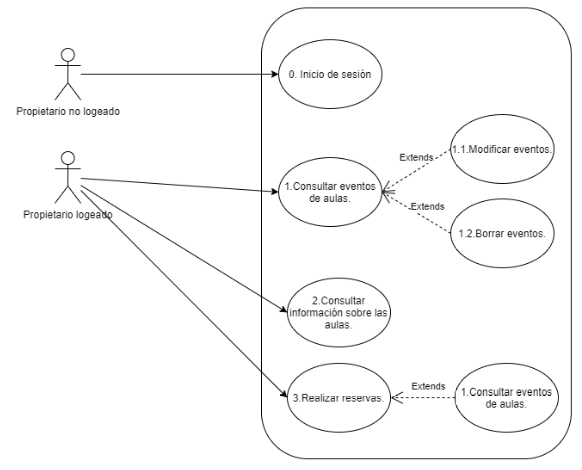 0. Inicio de sesión
Propietario no logeado
1.1.Modificar eventos.
Extends
1.Consultar eventos
de aulas.
Propietario logeado
Extends
1.2.Borrar eventos.
2.Consultar
información sobre las
aulas.
3.Realizar reservas.
Extends
1.Consultar eventos
de aulas.